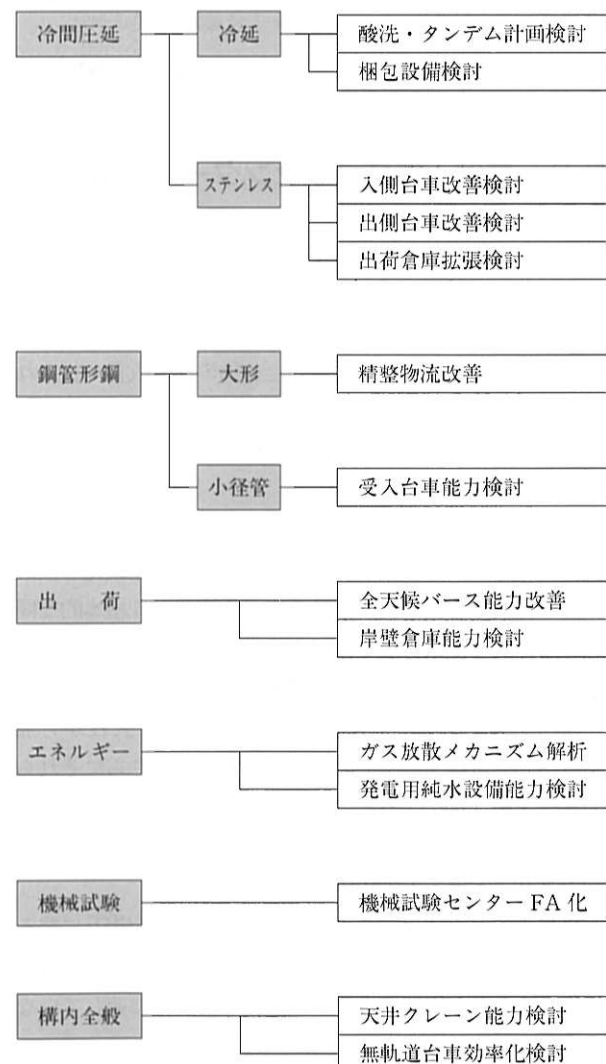 冷間圧延 冷延 酸洗・タンデム計画検討
梱包設備検討
ステンレス 入側台車改善検討
出側台車改善検討
出荷倉庫拡張検討
鋼管形鋼 大形 精整物流改善
小径管 受入台車能力検討
出荷 全天候バース能力改善
岸壁倉庫能力検討
エネルギー ガス放散メカニズム解析
発電用純水設備能力検討
機械試験 機械試験センターFA化
構内全般 天井クレーン能力検討
無軌道台車効率化検討